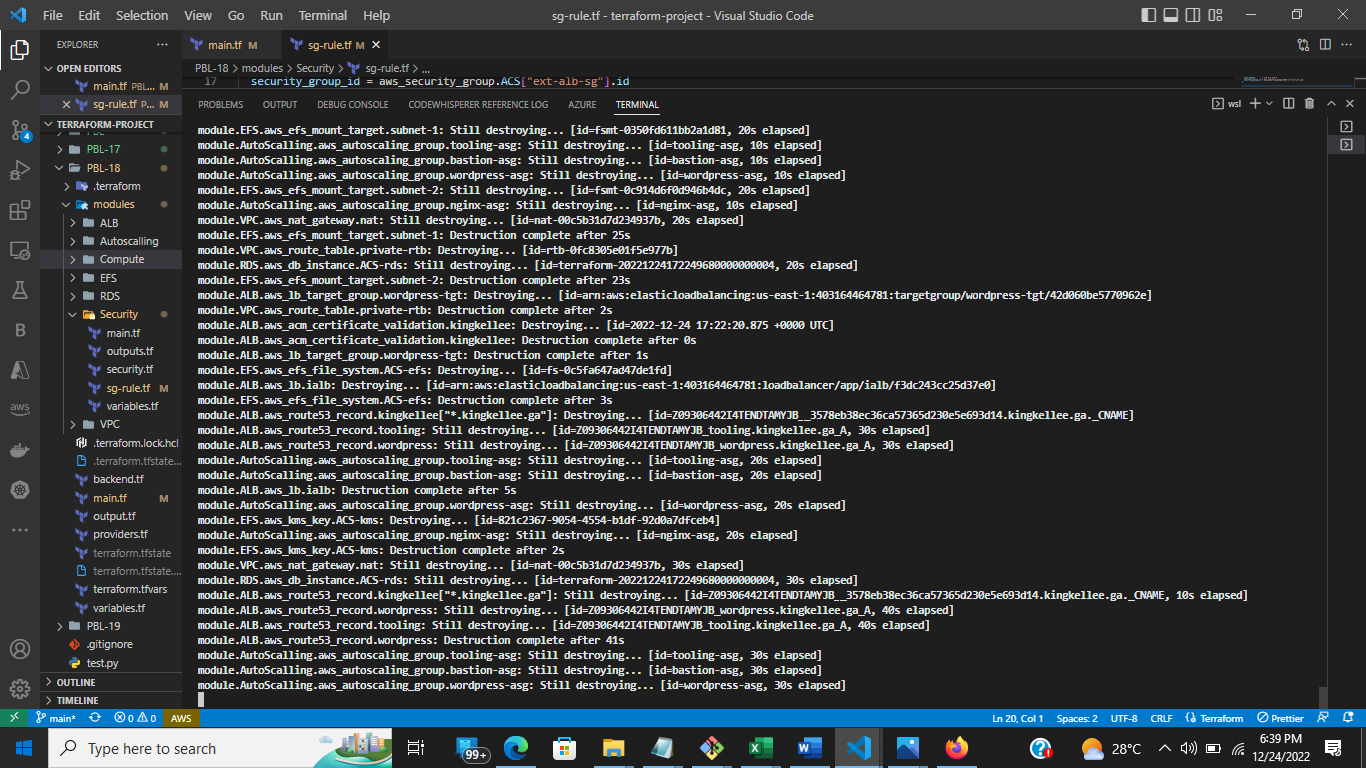 File Edit Selection View Go Run Terminal Help
sg-rule.tf - terraform-project - Visual Studio Code
EXPLORER
OPEN EDITORS
main.tf PBL... M
sg-rule.tf P... M
TERRAFORM-PROJECT
PBL-17
PBL-18
.terraform
modules
ALB
Autoscalling
Compute
EFS
RDS
Security
main.tf
outputs.tf
security.tf
sg-rule.tf M
variables.tf
VPC
.terraform.lock.hcl
.terraform.tfstate...
backend.tf
main.tf M
output.tf
providers.tf
terraform.tfstate
terraform.tfstate....
terraform.tfvars
variables.tf
PBL-19
.gitignore
test.py
OUTLINE
TIMELINE
4
B
aws
main.tf M
sg-rule.tf M
PBL-18 > modules > Security > sg-rule.tf > ...
17 security_group_id = aws_security_group.ACS["ext-alb-sg"].id
PROBLEMS OUTPUT DEBUG CONSOLE CODEWHISPERER REFERENCE LOG AZURE TERMINAL
wsl
module.EFS.aws_efs_mount_target.subnet-1: Still destroying... [id=fsmt-0350fd611bb2a1d81, 20s elapsed]
module.AutoScalling.aws_autoscaling_group.tooling-asg: Still destroying... [id=tooling-asg, 10s elapsed]
module.AutoScalling.aws_autoscaling_group.bastion-asg: Still destroying... [id=bastion-asg, 10s elapsed]
module.AutoScalling.aws_autoscaling_group.wordpress-asg: Still destroying... [id=wordpress-asg, 10s elapsed]
module.EFS.aws_efs_mount_target.subnet-2: Still destroying... [id=fsmt-0c914d6f0d946b4dc, 20s elapsed]
module.AutoScalling.aws_autoscaling_group.nginx-asg: Still destroying... [id=nginx-asg, 10s elapsed]
module.VPC.aws_nat_gateway.nat: Still destroying... [id=nat-00c5b31d7d234937b, 20s elapsed]
module.EFS.aws_efs_mount_target.subnet-1: Destruction complete after 25s
module.VPC.aws_route_table.private-rtb: Destroying... [id=rtb-0fc8305e01f5e977b]
module.RDS.aws_db_instance.ACS-rds: Still destroying... [id=terraform-20221224172249680000000004, 20s elapsed]
module.EFS.aws_efs_mount_target.subnet-2: Destruction complete after 23s
module.ALB.aws_lb_target_group.wordpress-tgt: Destroying... [id=arn:aws:elasticloadbalancing:us-east-1:403164464781:targetgroup/wordpress-tgt/42d060be5770962e]
module.VPC.aws_route_table.private-rtb: Destruction complete after 2s
module.ALB.aws_acm_certificate_validation.kingkellee: Destroying... [id=2022-12-24 17:22:20.875 +0000 UTC]
module.ALB.aws_acm_certificate_validation.kingkellee: Destruction complete after 0s
module.ALB.aws_lb_target_group.wordpress-tgt: Destruction complete after 1s
module.EFS.aws_efs_file_system.ACS-efs: Destroying... [id=fs-0c5fa647ad47de1fd]
module.ALB.aws_lb.ialb: Destroying... [id=arn:aws:elasticloadbalancing:us-east-1:403164464781:loadbalancer/app/ialb/f3dc243cc25d37e0]
module.EFS.aws_efs_file_system.ACS-efs: Destruction complete after 3s
module.ALB.aws_route53_record.kingkellee["*.kingkellee.ga"]: Destroying... [id=Z09306442I4TENDTAMYJB__3578eb38ec36ca57365d230e5e693d14.kingkellee.ga._CNAME]
module.ALB.aws_route53_record.tooling: Still destroying... [id=Z09306442I4TENDTAMYJB_tooling.kingkellee.ga_A, 30s elapsed]
module.ALB.aws_route53_record.wordpress: Still destroying... [id=Z09306442I4TENDTAMYJB_wordpress.kingkellee.ga_A, 30s elapsed]
module.AutoScalling.aws_autoscaling_group.tooling-asg: Still destroying... [id=tooling-asg, 20s elapsed]
module.AutoScalling.aws_autoscaling_group.bastion-asg: Still destroying... [id=bastion-asg, 20s elapsed]
module.ALB.aws_lb.ialb: Destruction complete after 5s
module.AutoScalling.aws_autoscaling_group.wordpress-asg: Still destroying... [id=wordpress-asg, 20s elapsed]
module.EFS.aws_kms_key.ACS-kms: Destroying... [id=821c2367-9054-4554-b1df-92d0a7dfceb4]
module.AutoScalling.aws_autoscaling_group.nginx-asg: Still destroying... [id=nginx-asg, 20s elapsed]
module.EFS.aws_kms_key.ACS-kms: Destruction complete after 2s
module.VPC.aws_nat_gateway.nat: Still destroying... [id=nat-00c5b31d7d234937b, 30s elapsed]
module.RDS.aws_db_instance.ACS-rds: Still destroying... [id=terraform-20221224172249680000000004, 30s elapsed]
module.ALB.aws_route53_record.kingkellee["*.kingkellee.ga"]: Still destroying... [id=Z09306442I4TENDTAMYJB__3578eb38ec36ca57365d230e5e693d14.kingkellee.ga._CNAME, 10s elapsed]
module.ALB.aws_route53_record.wordpress: Still destroying... [id=Z09306442I4TENDTAMYJB_wordpress.kingkellee.ga_A, 40s elapsed]
module.ALB.aws_route53_record.tooling: Still destroying... [id=Z09306442I4TENDTAMYJB_tooling.kingkellee.ga_A, 40s elapsed]
module.ALB.aws_route53_record.wordpress: Destruction complete after 41s
module.AutoScalling.aws_autoscaling_group.tooling-asg: Still destroying... [id=tooling-asg, 30s elapsed]
module.AutoScalling.aws_autoscaling_group.bastion-asg: Still destroying... [id=bastion-asg, 30s elapsed]
module.AutoScalling.aws_autoscaling_group.wordpress-asg: Still destroying... [id=wordpress-asg, 30s elapsed]
main* 0 0 AWS
Ln 20, Col 1 Spaces: 2 UTF-8 CRLF Terraform Prettier
Type here to search
99+
28°C
6:39 PM
12/24/2022